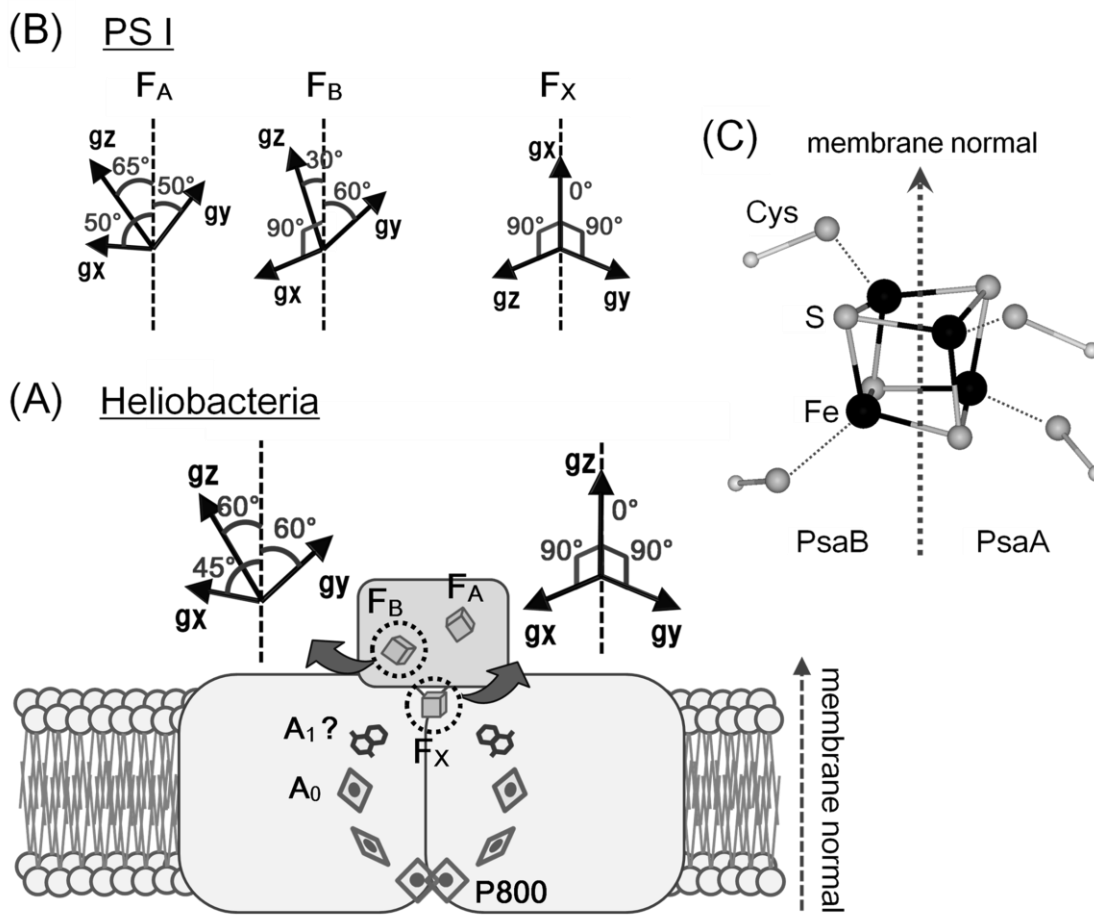 (B) PS I
FA
gz
65°
50°
50°
gx
gy
FB
gz
30°
60°
90°
gx
gy
FX
gx
0°
90°
90°
gz
gy
(C)
membrane normal
Cys
S
Fe
PsaB
PsaA
(A) Heliobacteria
gz
60°
60°
45°
gx
gy
gz
0°
90°
90°
gx
gy
FB
FA
FX
A1 ?
A0
P800
membrane normal